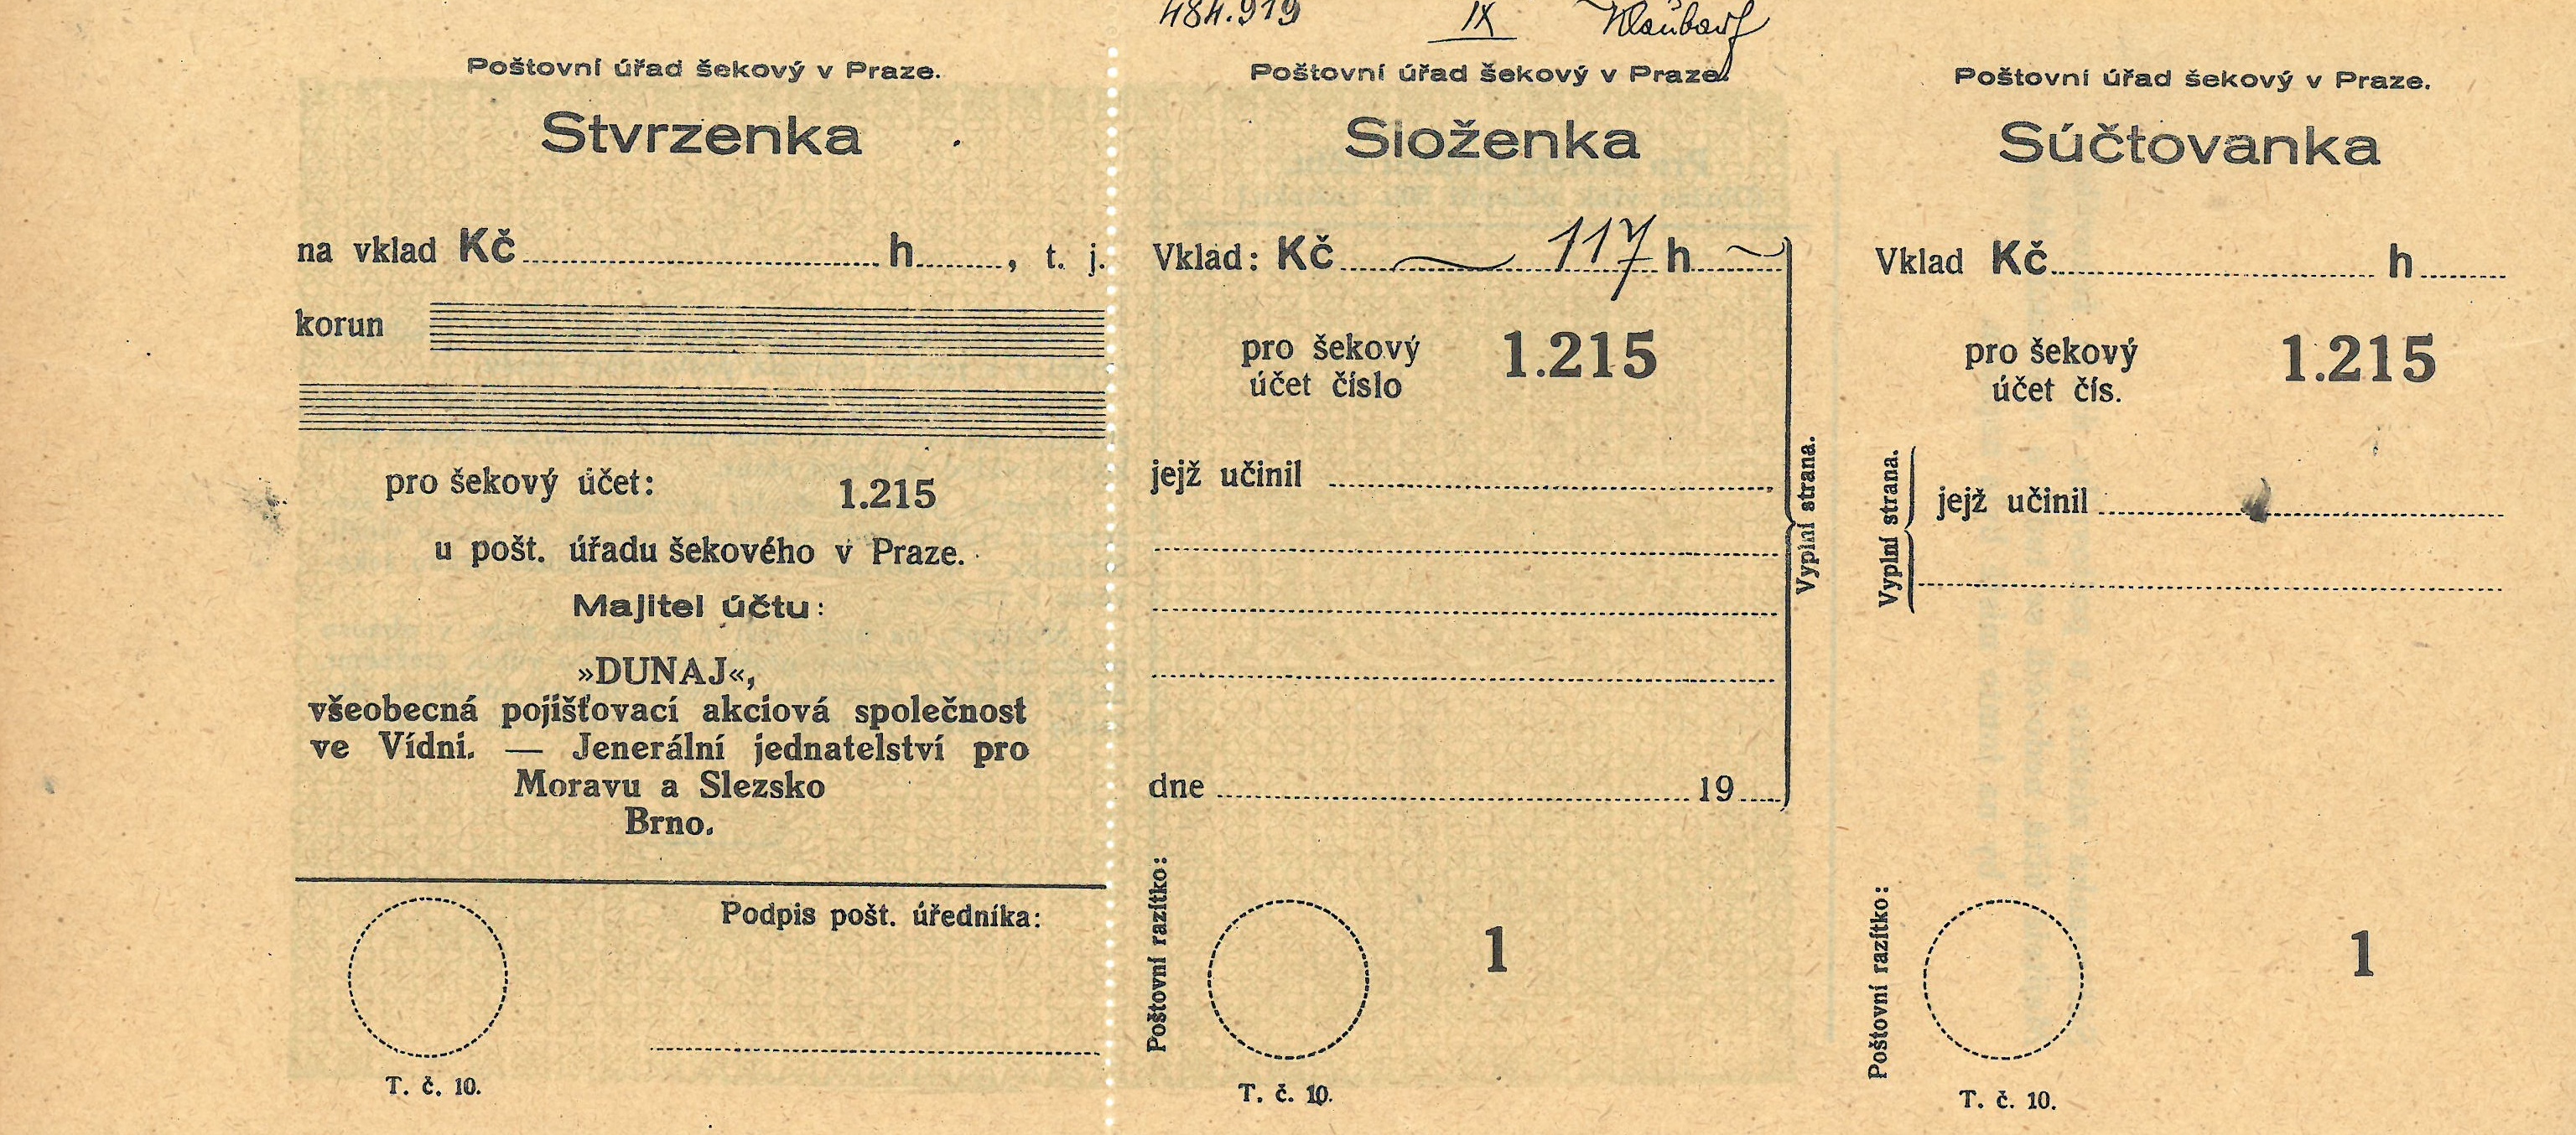 484.919 IX
Poštovní úřad šekový v Praze.
Stvrzenka
na vklad Kč h , t. j.
korun
pro šekový účet: 1.215
u pošt. úřadu šekového v Praze.
Majitel účtu:
»DUNAJ«,
všeobecná pojišťovací akciová společnost
ve Vídni. — Jenerální jednatelství pro
Moravu a Slezsko
Brno.
Podpis pošt. úředníka:
T. č. 10.
Poštovní úřad šekový v Praze.
Složenka
Vklad: Kč 117 h
pro šekový
účet číslo 1.215
jejž učinil
Vyplní strana.
dne 19
Poštovní razítko:
1
T. č. 10.
Poštovní úřad šekový v Praze.
Súčtovanka
Vklad Kč h
pro šekový
účet čís. 1.215
Vyplní strana.
jejž učinil
Poštovní razítko:
1
T. č. 10.